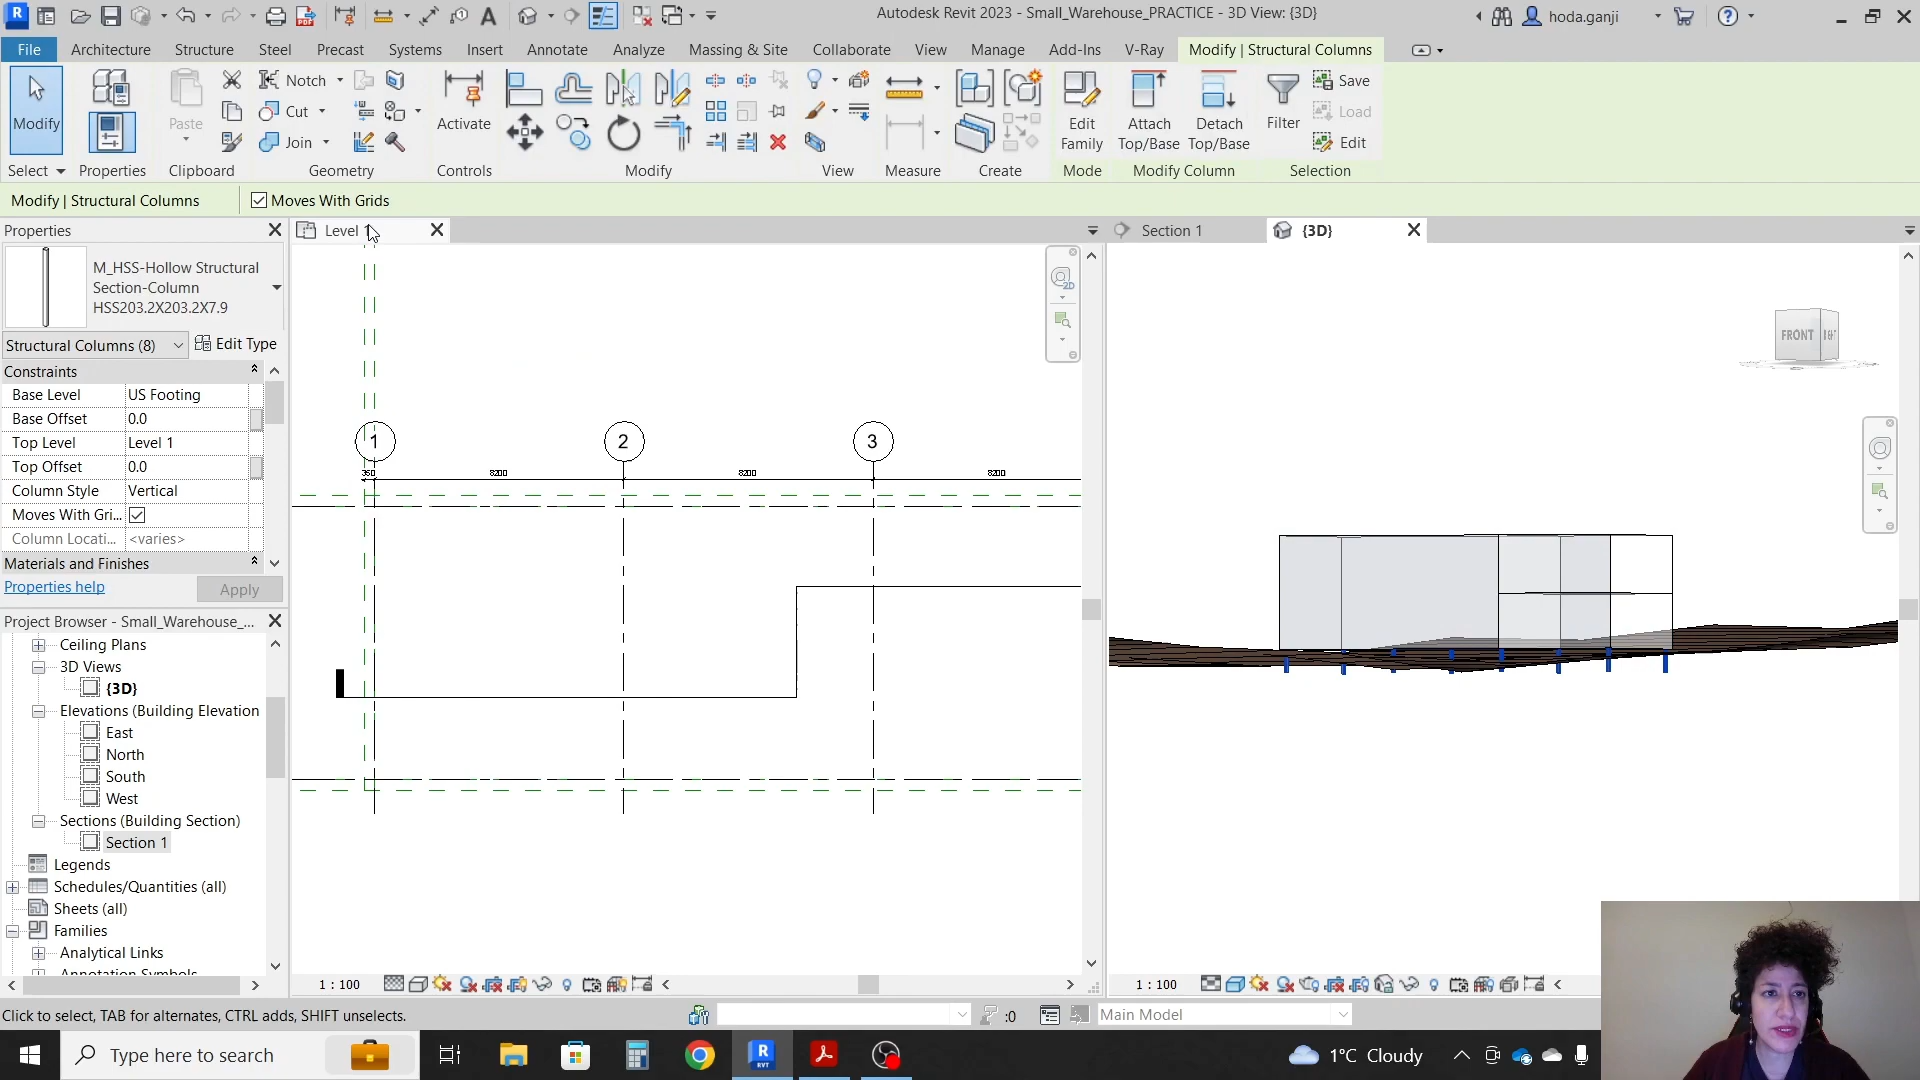 Autodesk Revit 2023 - Small_Warehouse_PRACTICE - 3D View: {3D}
hoda.ganji
File Architecture Structure Steel Precast Systems Insert Annotate Analyze Massing & Site Collaborate View Manage Add-Ins V-Ray Modify | Structural Columns
Modify
Paste
Notch
Cut
Join
Activate
Edit Family
Attach Top/Base
Detach Top/Base
Filter
Save
Load
Edit
Select Properties Clipboard Geometry Controls Modify View Measure Create Mode Modify Column Selection
Modify | Structural Columns Moves With Grids
Properties
M_HSS-Hollow Structural
Section-Column
HSS203.2X203.2X7.9
Structural Columns (8) Edit Type
Constraints
Base Level US Footing
Base Offset 0.0
Top Level Level 1
Top Offset 0.0
Column Style Vertical
Moves With Gri...
Column Locati... <varies>
Materials and Finishes
Properties help Apply
Project Browser - Small_Warehouse_...
Ceiling Plans
3D Views
{3D}
Elevations (Building Elevation
East
North
South
West
Sections (Building Section)
Section 1
Legends
Schedules/Quantities (all)
Sheets (all)
Families
Analytical Links
Annotation Symbols
Level 1
2D
1 2 3
350 8200 8200 8200
1 : 100
Section 1 {3D}
FRONT
1 : 100
Click to select, TAB for alternates, CTRL adds, SHIFT unselects.
:0
Main Model
Type here to search
R
RVT
1°C Cloudy